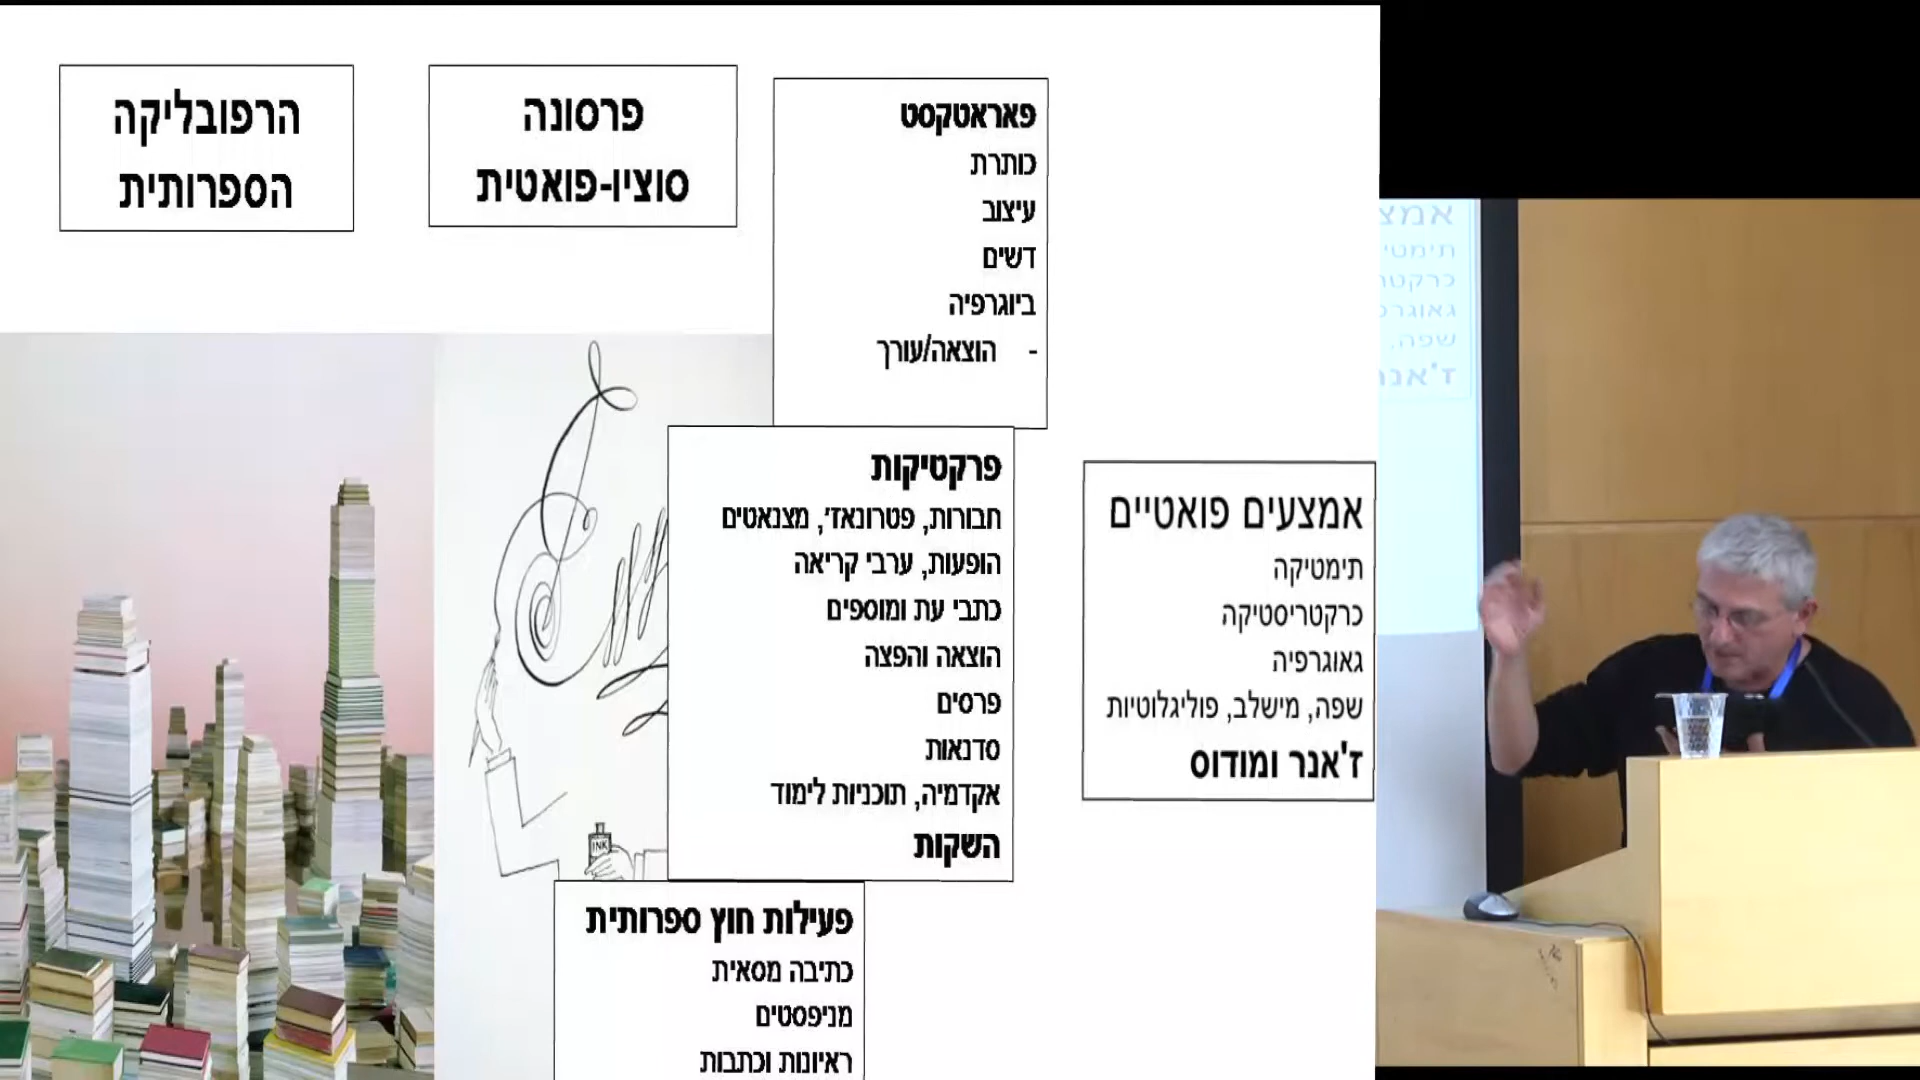 הרפובליקה
הספרותית
פרסונה
סוציו-פואטית
פאראטקסט
כותרת
עיצוב
דשים
ביוגרפיה
- הוצאה/עורך
פרקטיקות
חבורות, פטרונאז', מצנאטים
הופעות, ערבי קריאה
כתבי עת ומוספים
הוצאה והפצה
פרסים
סדנאות
אקדמיה, תוכניות לימוד
השקות
פעילות חוץ ספרותית
כתיבה מסאית
מניפסטים
ראיונות וכתבות
אמצעים פואטיים
תימטיקה
כרקטריסטיקה
גאוגרפיה
שפה, מישלב, פוליגלוטיות
ז'אנר ומודוס
INK
שפה,